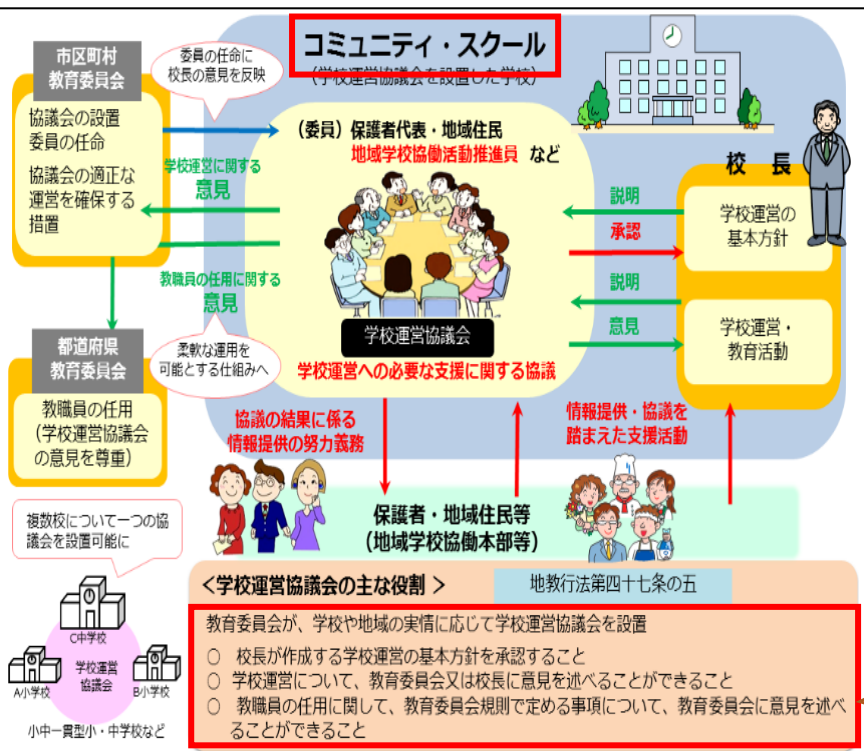 コミュニティ・スクール
(学校運営協議会を設置した学校)
市区町村
教育委員会
協議会の設置
委員の任命
協議会の適正な
運営を確保する
措置
委員の任命に
校長の意見を反映
学校運営に関する
意見
教職員の任用に関する
意見
柔軟な運用を
可能とする仕組みへ
都道府県
教育委員会
教職員の任用
(学校運営協議会
の意見を尊重)
(委員) 保護者代表・地域住民
地域学校協働活動推進員 など
学校運営協議会
学校運営への必要な支援に関する協議
校 長
学校運営の
基本方針
学校運営・
教育活動
説明
承認
説明
意見
協議の結果に係る
情報提供の努力義務
情報提供・協議を
踏まえた支援活動
保護者・地域住民等
(地域学校協働本部等)
複数校について一つの協
議会を設置可能に
C中学校
学校運営
協議会
A小学校
B小学校
小中一貫型小・中学校など
<学校運営協議会の主な役割 >
地教行法第四十七条の五
教育委員会が、学校や地域の実情に応じて学校運営協議会を設置
○ 校長が作成する学校運営の基本方針を承認すること
○ 学校運営について、教育委員会又は校長に意見を述べることができること
○ 教職員の任用に関して、教育委員会規則で定める事項について、教育委員会に意見を述べ
ることができること